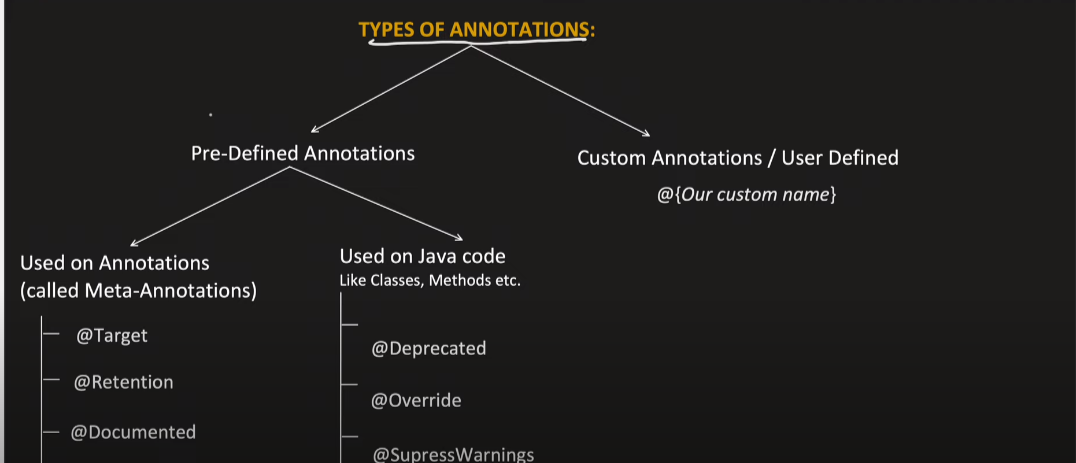 TYPES OF ANNOTATIONS:
Pre-Defined Annotations
Custom Annotations / User Defined
@{Our custom name}
Used on Annotations
(called Meta-Annotations)
@Target
@Retention
@Documented
Used on Java code
Like Classes, Methods etc.
@Deprecated
@Override
@SupressWarnings